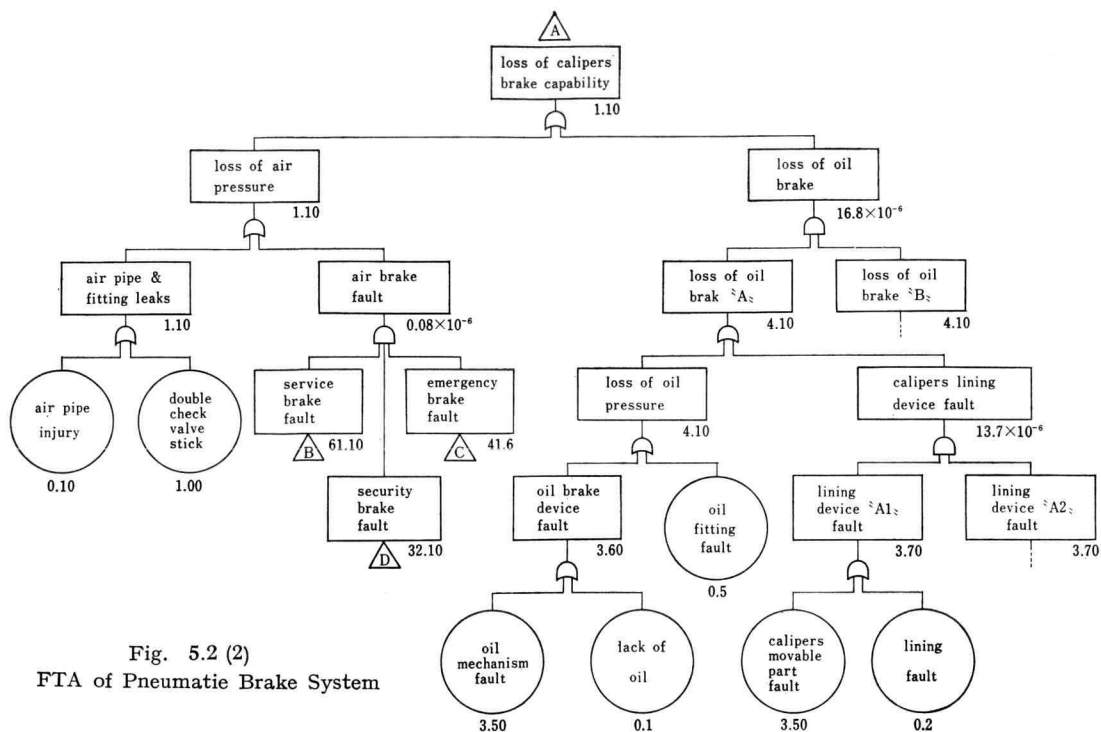 A
loss of calipers
brake capability
1.10
loss of air
pressure
1.10
loss of oil
brake
16.8×10⁻⁶
air pipe &
fitting leaks
1.10
air brake
fault
0.08×10⁻⁶
loss of oil
brak "A"
4.10
loss of oil
brake "B"
4.10
air pipe
injury
0.10
double
check
valve
stick
1.00
service
brake
fault
B
61.10
emergency
brake
fault
C
41.6
security
brake
fault
D
32.10
loss of oil
pressure
4.10
calipers lining
device fault
13.7×10⁻⁶
oil brake
device
fault
3.60
oil
fitting
fault
0.5
lining
device "A1"
fault
3.70
lining
device "A2"
fault
3.70
oil
mechanism
fault
3.50
lack of
oil
0.1
calipers
movable
part
fault
3.50
lining
fault
0.2
Fig. 5.2 (2)
FTA of Pneumatie Brake System